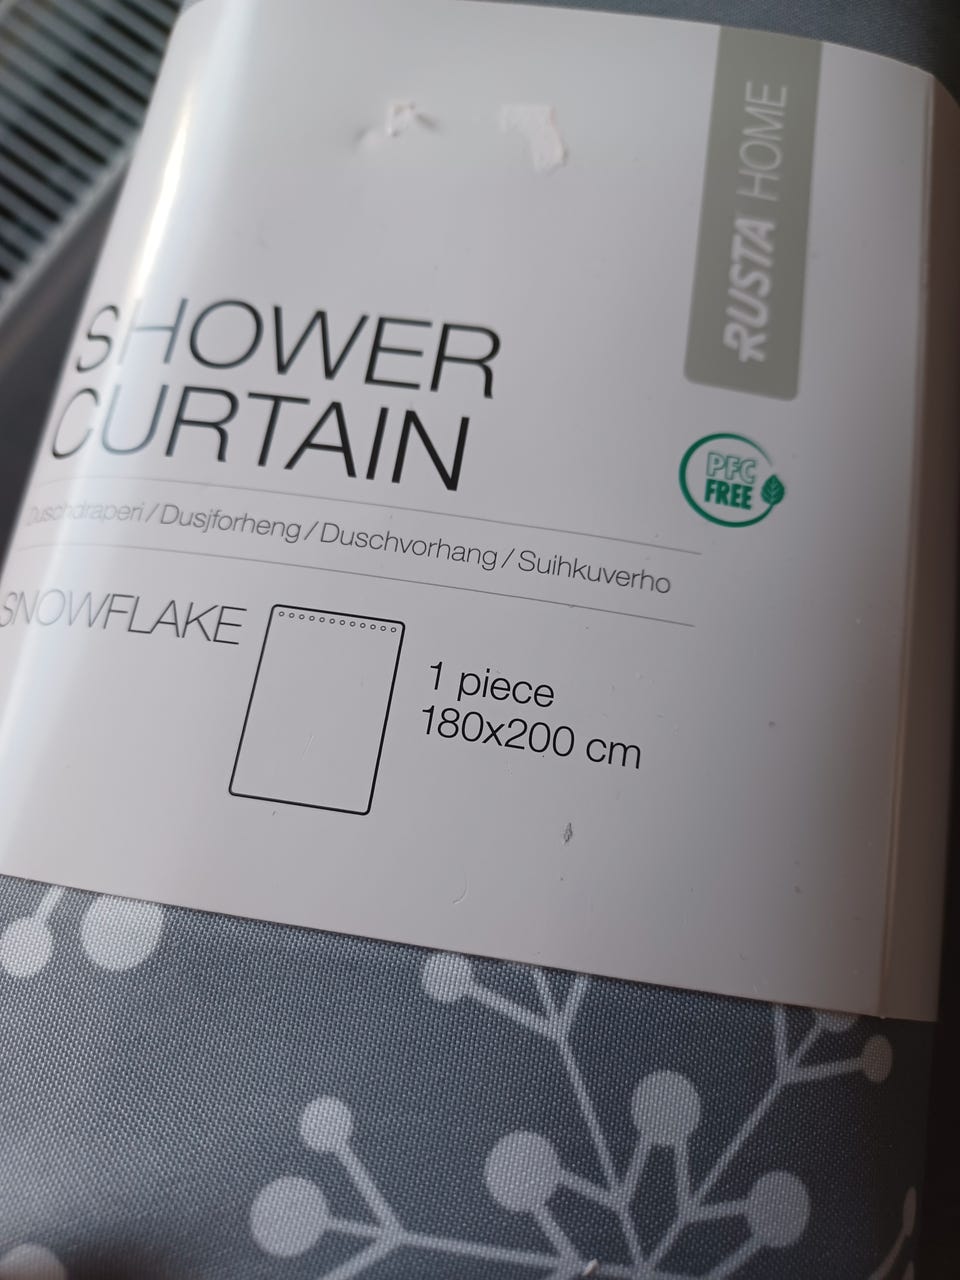 RUSTA HOME
SHOWER
CURTAIN
PFC
FREE
Duschdraperi / Dusjforheng / Duschvorhang / Suihkuverho
SNOWFLAKE
1 piece
180x200 cm